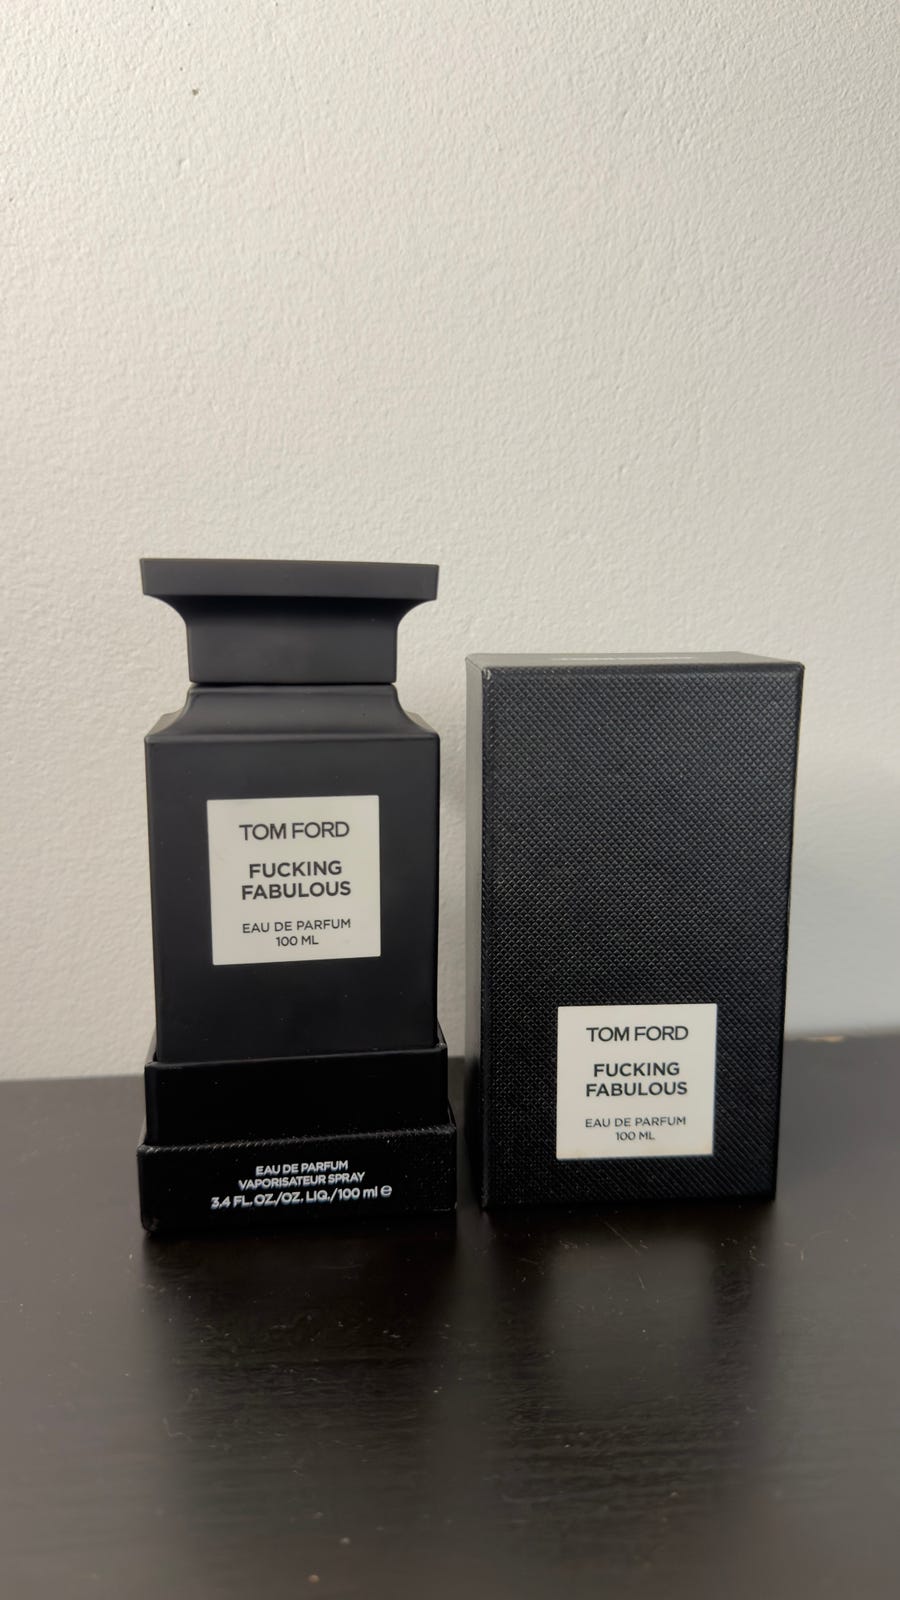 TOM FORD
FUCKING
FABULOUS
EAU DE PARFUM
100 ML
EAU DE PARFUM
VAPORISATEUR SPRAY
3.4 FL.OZ./OZ. LIQ./100 ml ℮
TOM FORD
FUCKING
FABULOUS
EAU DE PARFUM
100 ML